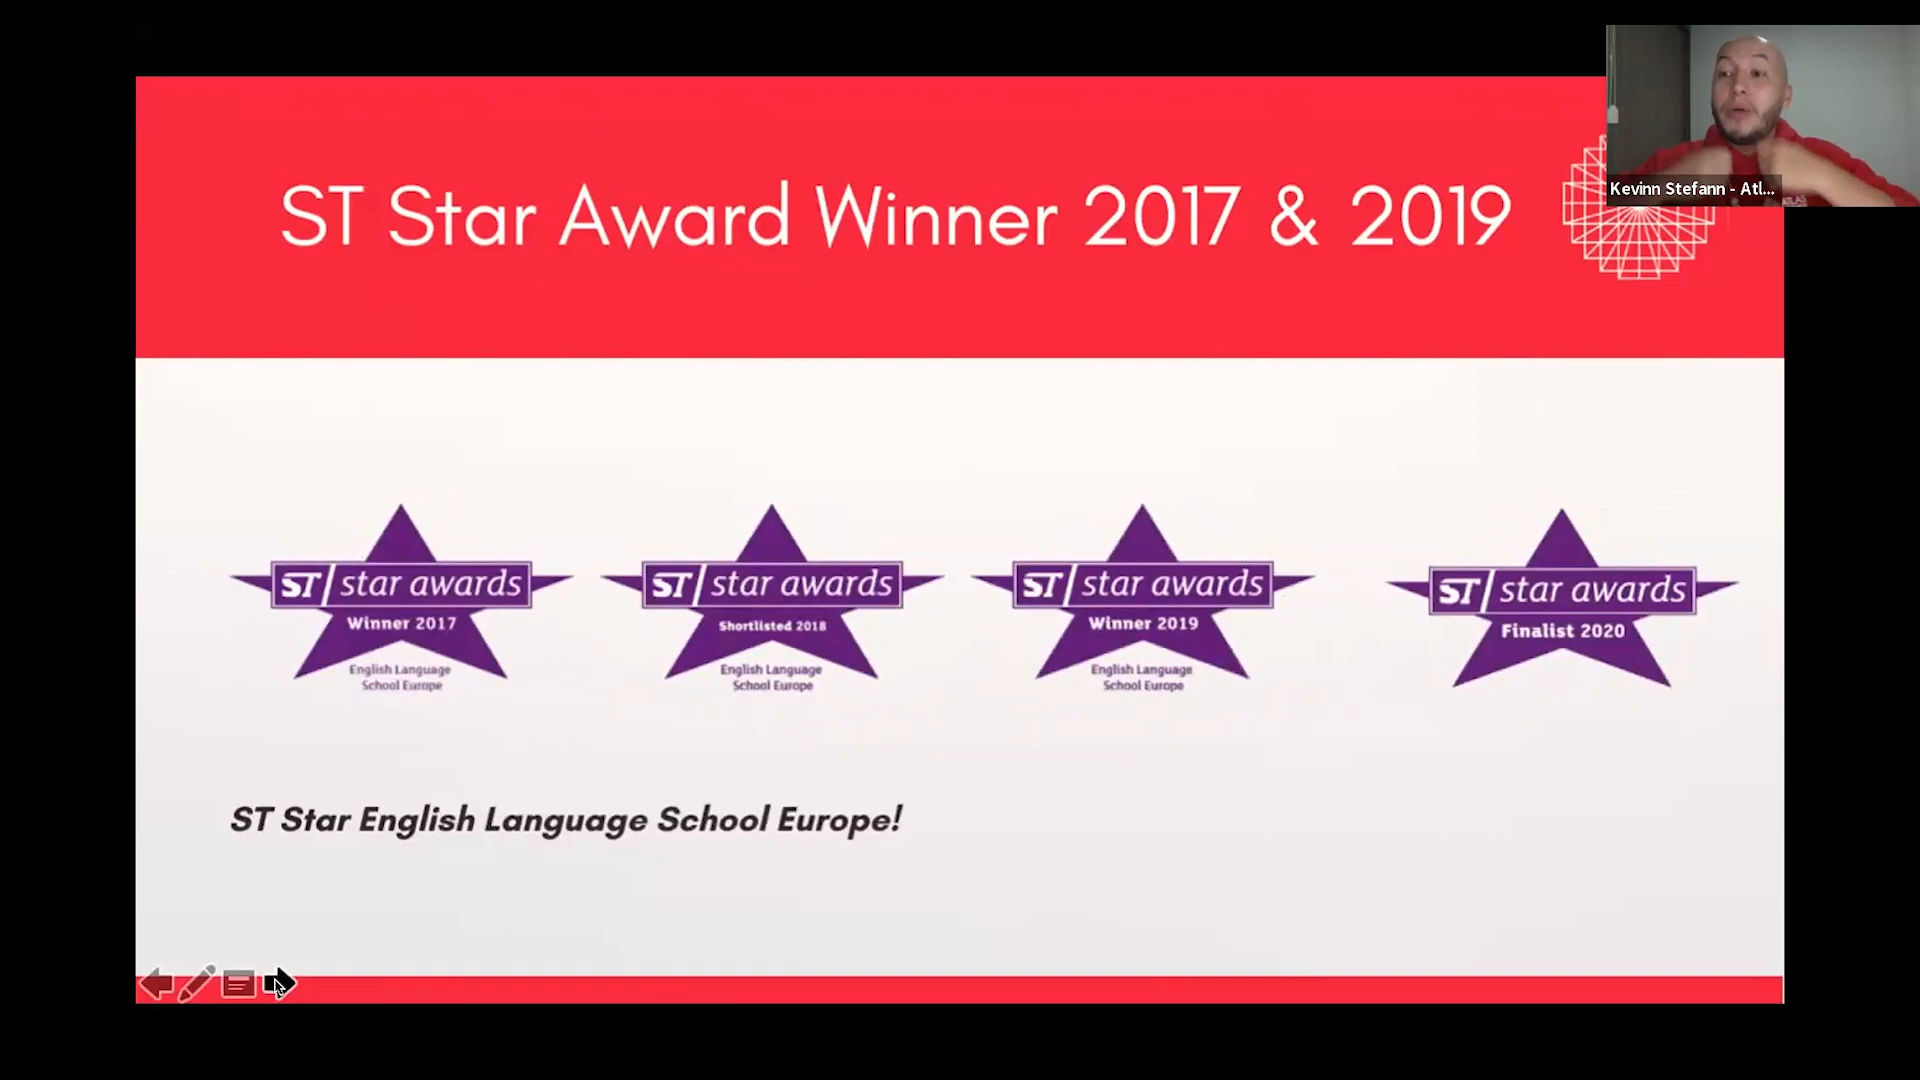 ST Star Award Winner 2017 & 2019
Kevinn Stefann - Atl...
ATLAS
ST star awards
Winner 2017
English Language
School Europe
ST star awards
Shortlisted 2018
English Language
School Europe
ST star awards
Winner 2019
English Language
School Europe
ST star awards
Finalist 2020
ST Star English Language School Europe!